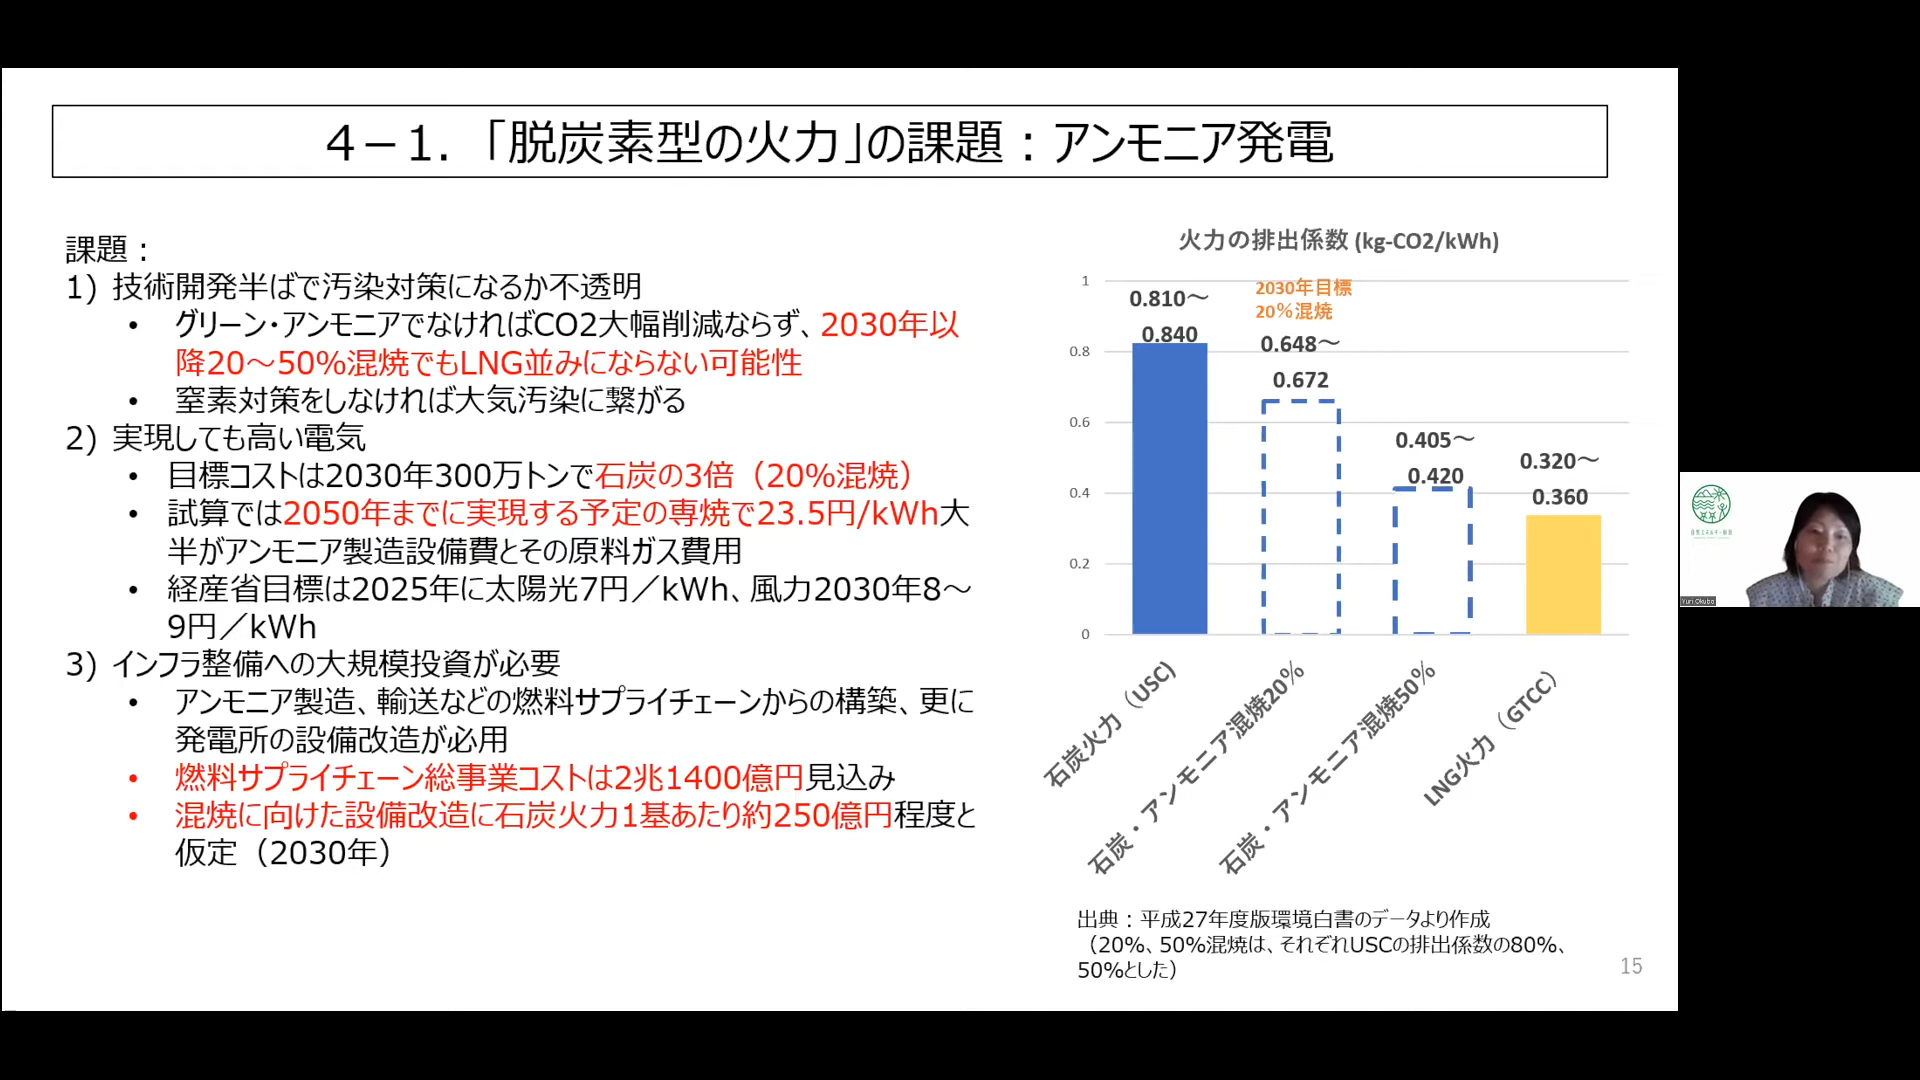 ４－１．「脱炭素型の火力」の課題：アンモニア発電
課題：
1) 技術開発半ばで汚染対策になるか不透明
• グリーン・アンモニアでなければCO2大幅削減ならず、2030年以
降20～50%混焼でもLNG並みにならない可能性
• 窒素対策をしなければ大気汚染に繋がる
2) 実現しても高い電気
• 目標コストは2030年300万トンで石炭の3倍（20%混焼）
• 試算では2050年までに実現する予定の専焼で23.5円/kWh大
半がアンモニア製造設備費とその原料ガス費用
• 経産省目標は2025年に太陽光7円／kWh、風力2030年8～
9円／kWh
3) インフラ整備への大規模投資が必要
• アンモニア製造、輸送などの燃料サプライチェーンからの構築、更に
発電所の設備改造が必用
• 燃料サプライチェーン総事業コストは2兆1400億円見込み
• 混焼に向けた設備改造に石炭火力1基あたり約250億円程度と
仮定（2030年）
火力の排出係数 (kg-CO2/kWh)
1
0.8
0.6
0.4
0.2
0
0.810～
0.840
2030年目標
20%混焼
0.648～
0.672
0.405～
0.420
0.320～
0.360
石炭火力（USC)
石炭・アンモニア混焼20%
石炭・アンモニア混焼50%
LNG火力（GTCC）
出典：平成27年度版環境白書のデータより作成
（20%、50%混焼は、それぞれUSCの排出係数の80%、
50%とした）
15
自然エネルギー財団
Yuri Okubo